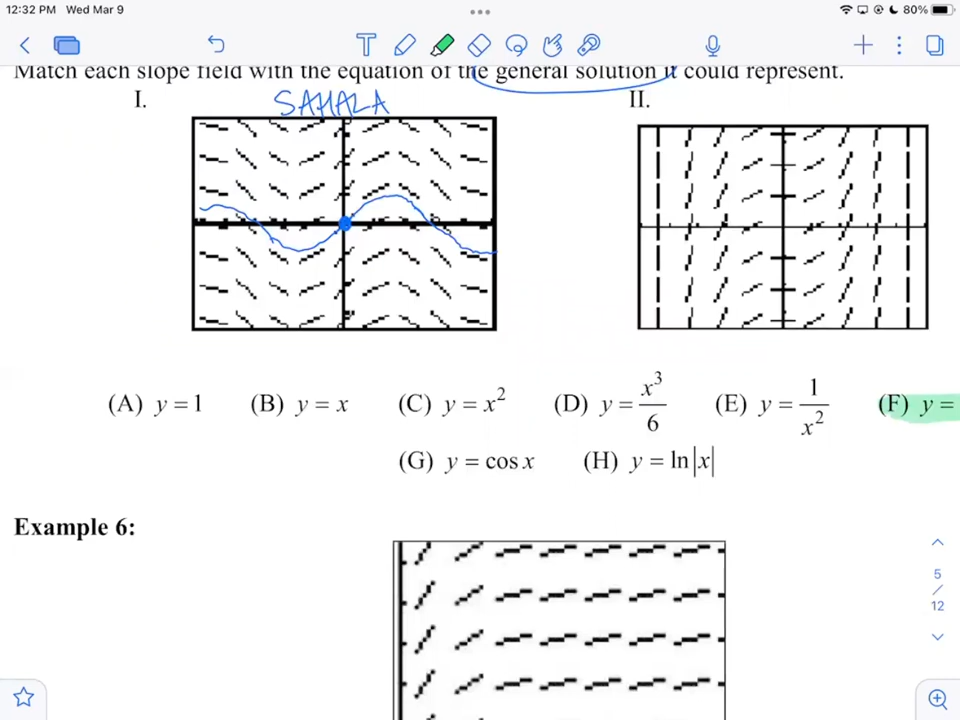 12:32 PM Wed Mar 9
80%
T
Match each slope field with the equation of the general solution it could represent.
I.
SAHALA
II.
(A) y = 1 (B) y = x (C) y = x² (D) y = x³/6 (E) y = 1/x² (F) y =
(G) y = cos x (H) y = ln|x|
Example 6:
5
/
12